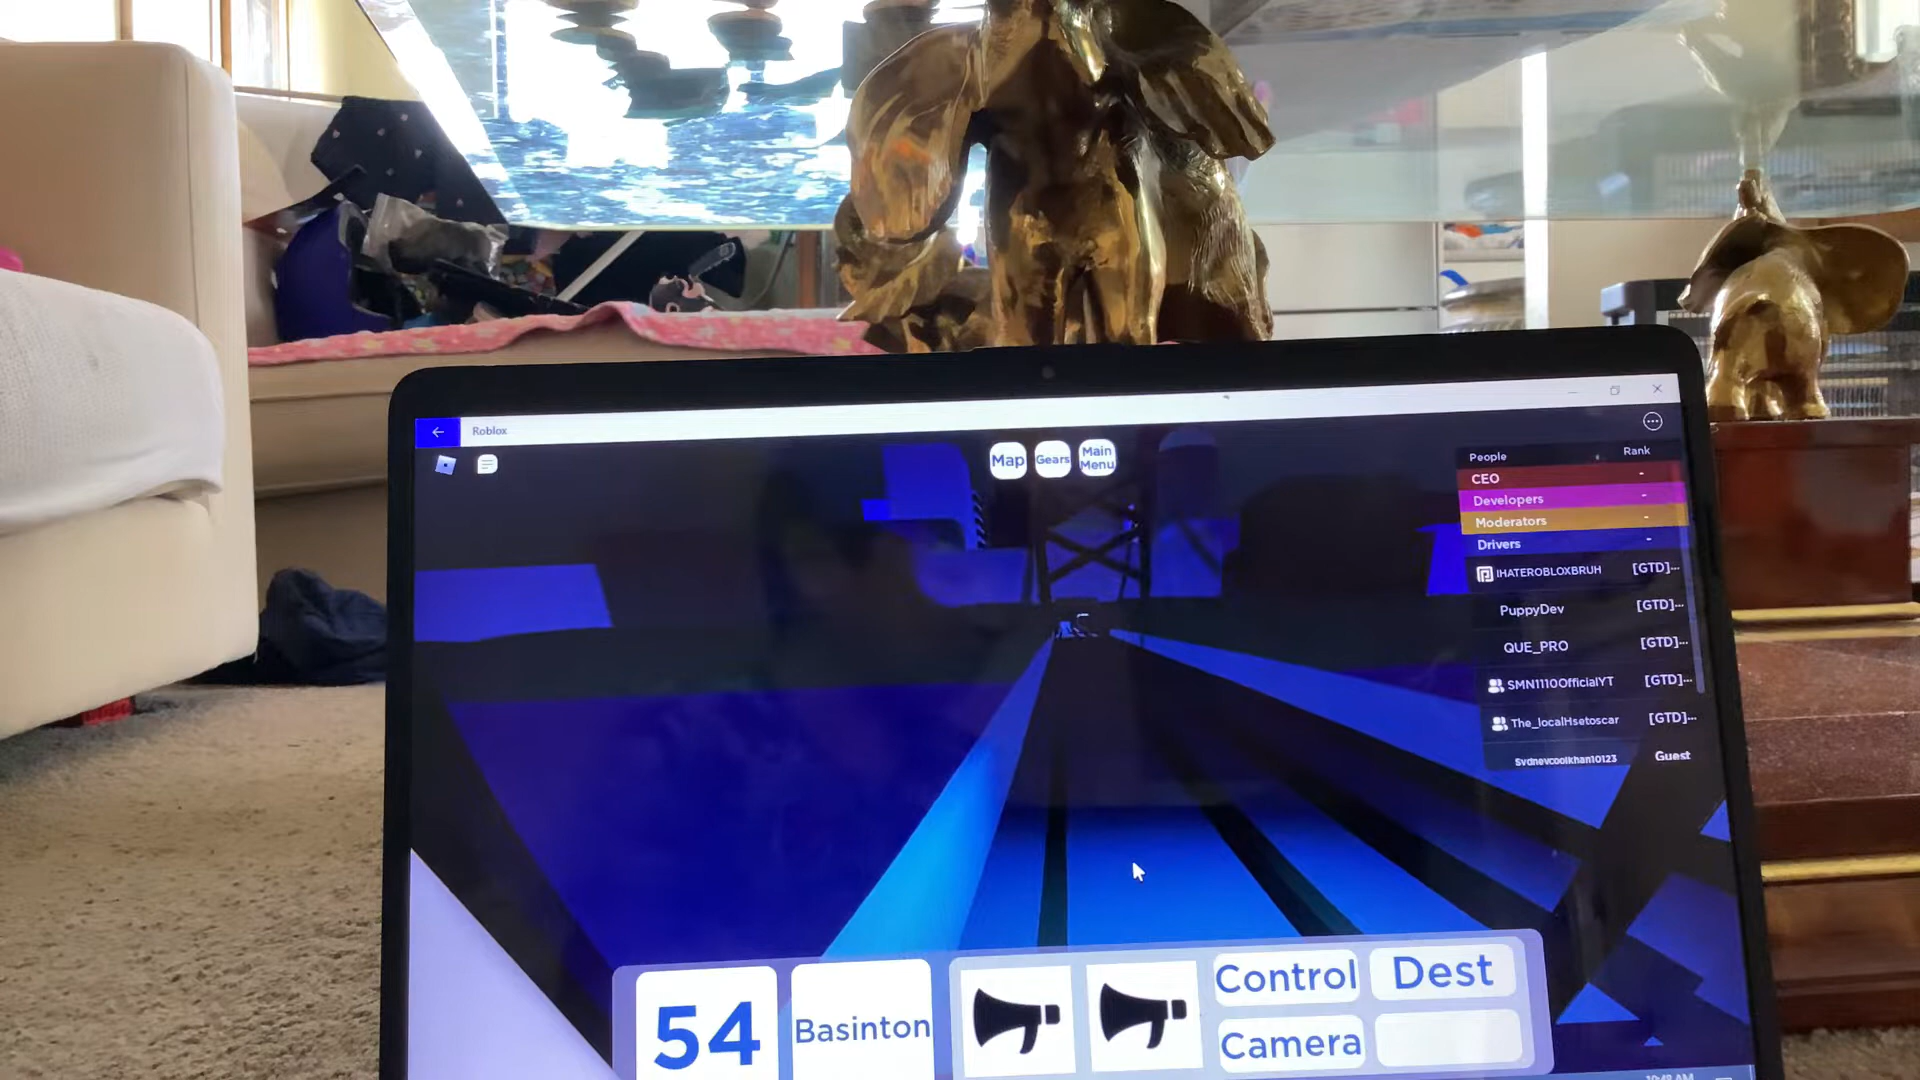 Roblox
Map
Gears
Main
Menu
People Rank
CEO -
Developers -
Moderators -
Drivers -
IHATEROBLOXBRUH [GTD]...
PuppyDev [GTD]...
QUE_PRO [GTD]...
SMN1110OfficialYT [GTD]...
The_localHsetoscar [GTD]...
Sydneycoolkhan10123 Guest
54
Basinton
Control
Dest
Camera